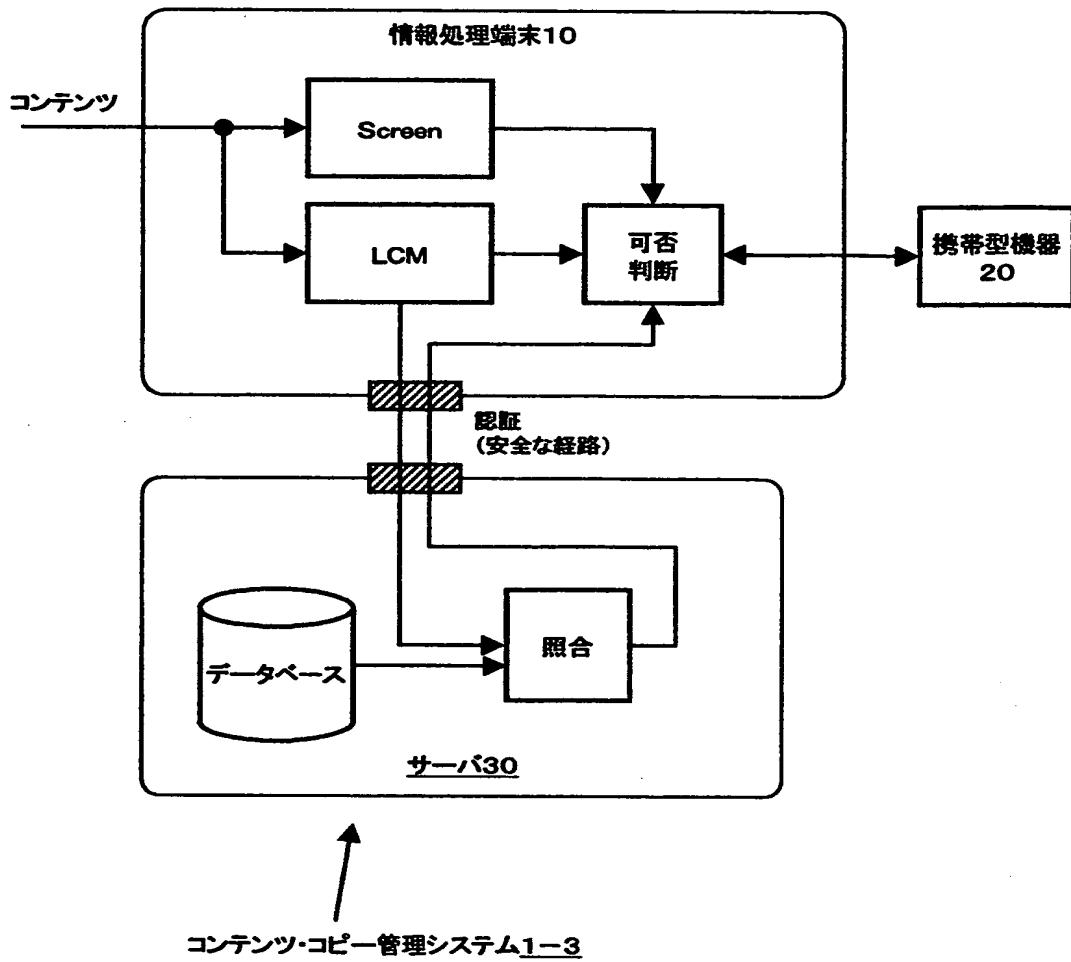 情報処理端末10
コンテンツ
Screen
LCM
可否
判断
携帯型機器
20
認証
(安全な経路)
データベース
照合
サーバ30
コンテンツ・コピー管理システム1-3